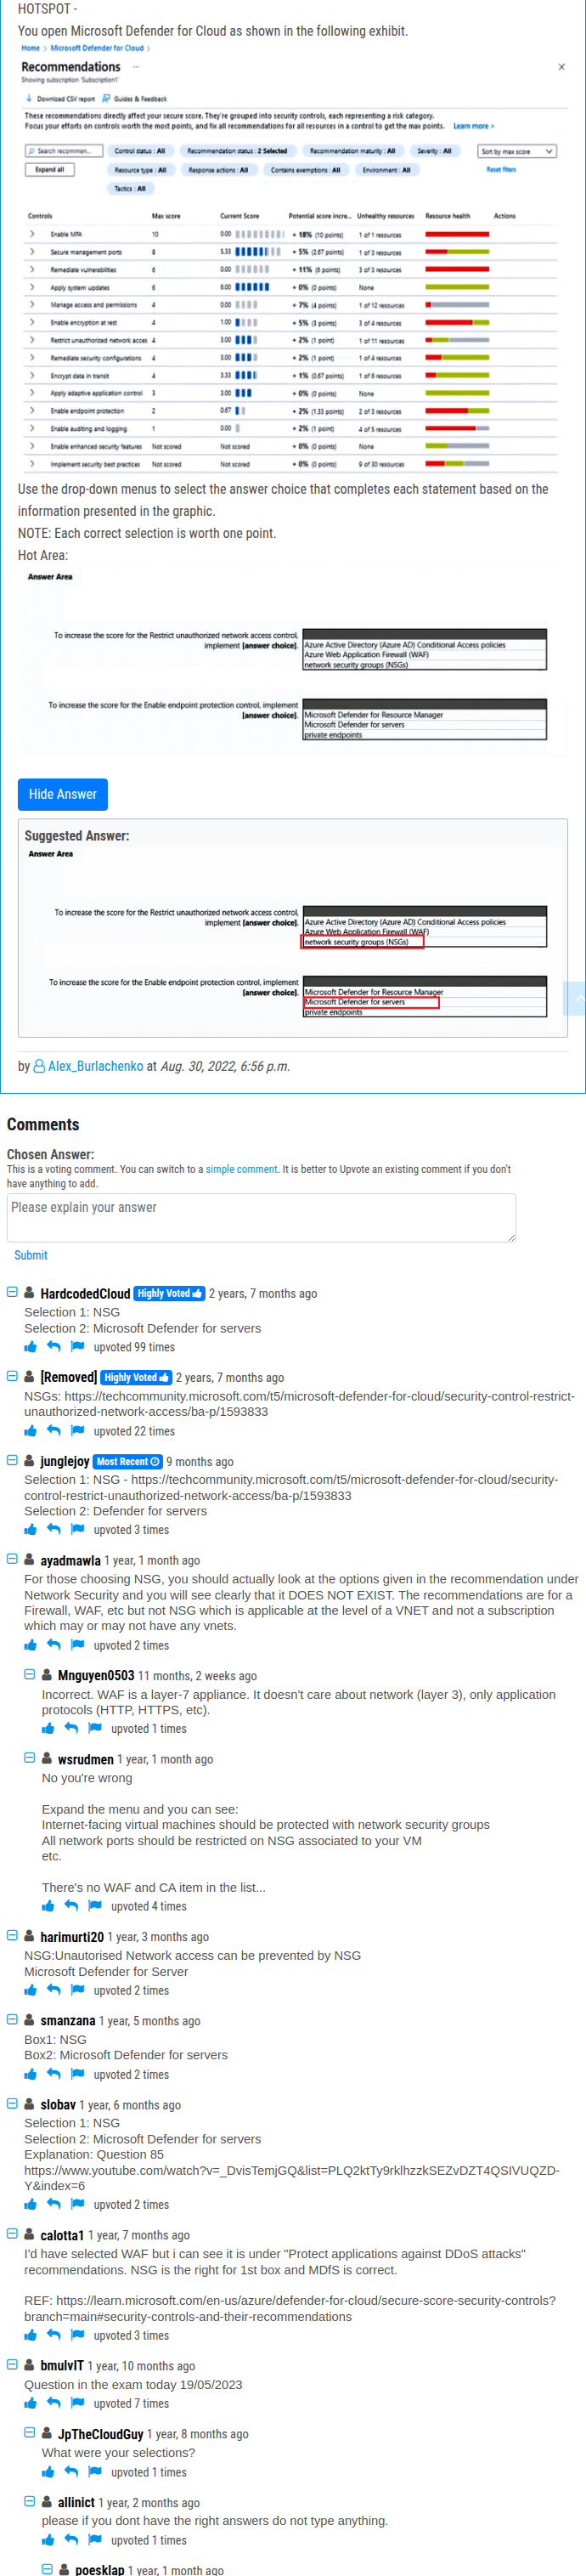 HOTSPOT -
You open Microsoft Defender for Cloud as shown in the following exhibit.
Home > Microsoft Defender for Cloud >
Recommendations ...
Showing subscription 'Subscription1'
Download CSV report Guides & Feedback
These recommendations directly affect your secure score. They're grouped into security controls, each representing a risk category.
Focus your efforts on controls worth the most points, and fix all recommendations for all resources in a control to get the max points. Learn more >
Search recommen... Control status : All Recommendation status : 2 Selected Recommendation maturity : All Severity : All Sort by max score
Expand all Resource type : All Response actions : All Contains exemptions : All Environment : All Reset filters
Tactics : All
Controls Max score Current Score Potential score incre... Unhealthy resources Resource health Actions
Enable MFA 10 0.00 + 18% (10 points) 1 of 1 resources
Secure management ports 8 5.33 + 5% (2.67 points) 1 of 3 resources
Remediate vulnerabilities 6 0.00 + 11% (6 points) 3 of 3 resources
Apply system updates 6 6.00 + 0% (0 points) None
Manage access and permissions 4 0.00 + 7% (4 points) 1 of 12 resources
Enable encryption at rest 4 1.00 + 5% (3 points) 3 of 4 resources
Restrict unauthorized network acces 4 3.00 + 2% (1 point) 1 of 11 resources
Remediate security configurations 4 3.00 + 2% (1 point) 1 of 4 resources
Encrypt data in transit 4 3.33 + 1% (0.67 points) 1 of 6 resources
Apply adaptive application control 3 3.00 + 0% (0 points) None
Enable endpoint protection 2 0.67 + 2% (1.33 points) 2 of 3 resources
Enable auditing and logging 1 0.00 + 2% (1 point) 4 of 5 resources
Enable enhanced security features Not scored Not scored + 0% (0 points) None
Implement security best practices Not scored Not scored + 0% (0 points) 9 of 30 resources
Use the drop-down menus to select the answer choice that completes each statement based on the
information presented in the graphic.
NOTE: Each correct selection is worth one point.
Hot Area:
Answer Area
To increase the score for the Restrict unauthorized network access control,
implement [answer choice].
Azure Active Directory (Azure AD) Conditional Access policies
Azure Web Application Firewall (WAF)
network security groups (NSGs)
To increase the score for the Enable endpoint protection control, implement
[answer choice].
Microsoft Defender for Resource Manager
Microsoft Defender for servers
private endpoints
Hide Answer
Suggested Answer:
Answer Area
To increase the score for the Restrict unauthorized network access control,
implement [answer choice].
Azure Active Directory (Azure AD) Conditional Access policies
Azure Web Application Firewall (WAF)
network security groups (NSGs)
To increase the score for the Enable endpoint protection control, implement
[answer choice].
Microsoft Defender for Resource Manager
Microsoft Defender for servers
private endpoints
by Alex_Burlachenko at Aug. 30, 2022, 6:56 p.m.
Comments
Chosen Answer:
This is a voting comment. You can switch to a simple comment. It is better to Upvote an existing comment if you don't
have anything to add.
Please explain your answer
Submit
HardcodedCloud Highly Voted 2 years, 7 months ago
Selection 1: NSG
Selection 2: Microsoft Defender for servers
upvoted 99 times
[Removed] Highly Voted 2 years, 7 months ago
NSGs: https://techcommunity.microsoft.com/t5/microsoft-defender-for-cloud/security-control-restrict-
unauthorized-network-access/ba-p/1593833
upvoted 22 times
junglejoy Most Recent 9 months ago
Selection 1: NSG - https://techcommunity.microsoft.com/t5/microsoft-defender-for-cloud/security-
control-restrict-unauthorized-network-access/ba-p/1593833
Selection 2: Defender for servers
upvoted 3 times
ayadmawla 1 year, 1 month ago
For those choosing NSG, you should actually look at the options given in the recommendation under
Network Security and you will see clearly that it DOES NOT EXIST. The recommendations are for a
Firewall, WAF, etc but not NSG which is applicable at the level of a VNET and not a subscription
which may or may not have any vnets.
upvoted 2 times
Mnguyen0503 11 months, 2 weeks ago
Incorrect. WAF is a layer-7 appliance. It doesn't care about network (layer 3), only application
protocols (HTTP, HTTPS, etc).
upvoted 1 times
wsrudmen 1 year, 1 month ago
No you're wrong
Expand the menu and you can see:
Internet-facing virtual machines should be protected with network security groups
All network ports should be restricted on NSG associated to your VM
etc.
There's no WAF and CA item in the list...
upvoted 4 times
harimurti20 1 year, 3 months ago
NSG:Unautorised Network access can be prevented by NSG
Microsoft Defender for Server
upvoted 2 times
smanzana 1 year, 5 months ago
Box1: NSG
Box2: Microsoft Defender for servers
upvoted 2 times
slobav 1 year, 6 months ago
Selection 1: NSG
Selection 2: Microsoft Defender for servers
Explanation: Question 85
https://www.youtube.com/watch?v=_DvisTemjGQ&list=PLQ2ktTy9rklhzzkSEZvDZT4QSIVUQZD-
Y&index=6
upvoted 2 times
calotta1 1 year, 7 months ago
I'd have selected WAF but i can see it is under "Protect applications against DDoS attacks"
recommendations. NSG is the right for 1st box and MDfS is correct.
REF: https://learn.microsoft.com/en-us/azure/defender-for-cloud/secure-score-security-controls?
branch=main#security-controls-and-their-recommendations
upvoted 3 times
bmulvIT 1 year, 10 months ago
Question in the exam today 19/05/2023
upvoted 7 times
JpTheCloudGuy 1 year, 8 months ago
What were your selections?
upvoted 1 times
allinict 1 year, 2 months ago
please if you dont have the right answers do not type anything.
upvoted 1 times
poesklap 1 year, 1 month ago